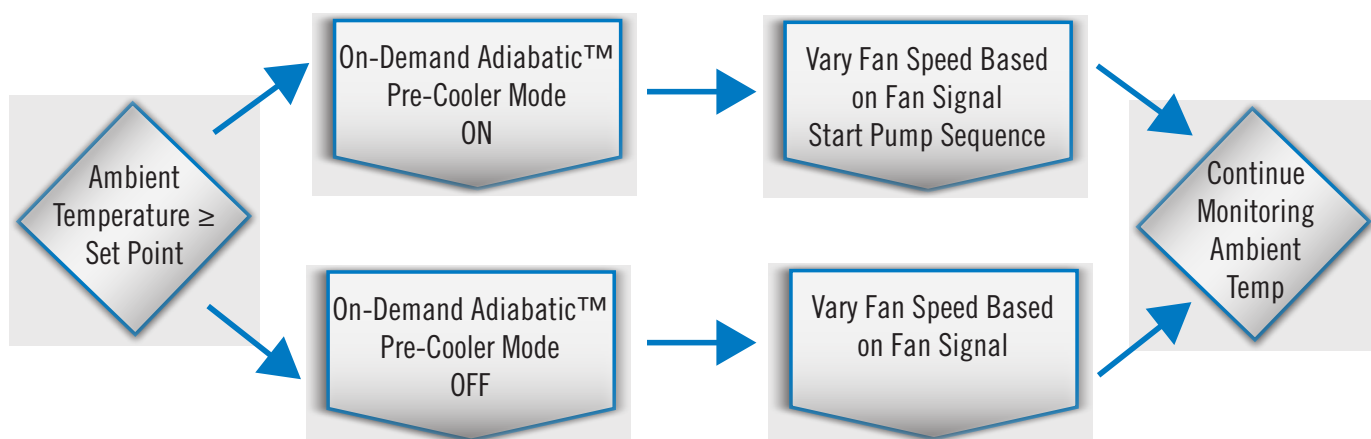 Ambient
Temperature ≥
Set Point
On-Demand Adiabatic™
Pre-Cooler Mode
ON
Vary Fan Speed Based
on Fan Signal
Start Pump Sequence
On-Demand Adiabatic™
Pre-Cooler Mode
OFF
Vary Fan Speed Based
on Fan Signal
Continue
Monitoring
Ambient
Temp